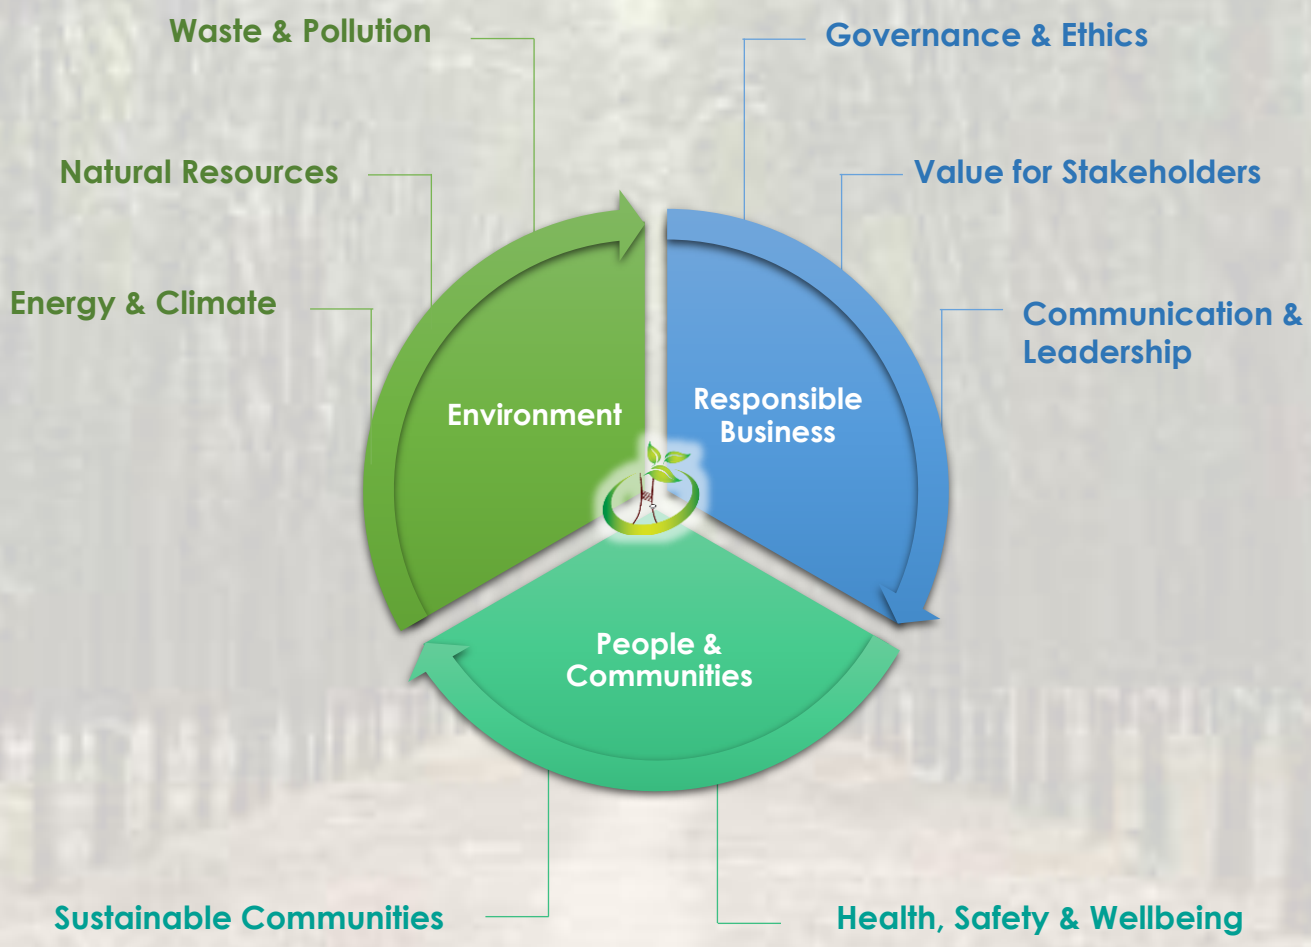 Waste & Pollution
Governance & Ethics
Natural Resources
Value for Stakeholders
Energy & Climate
Communication &
Leadership
Environment
Responsible
Business
People &
Communities
Sustainable Communities
Health, Safety & Wellbeing